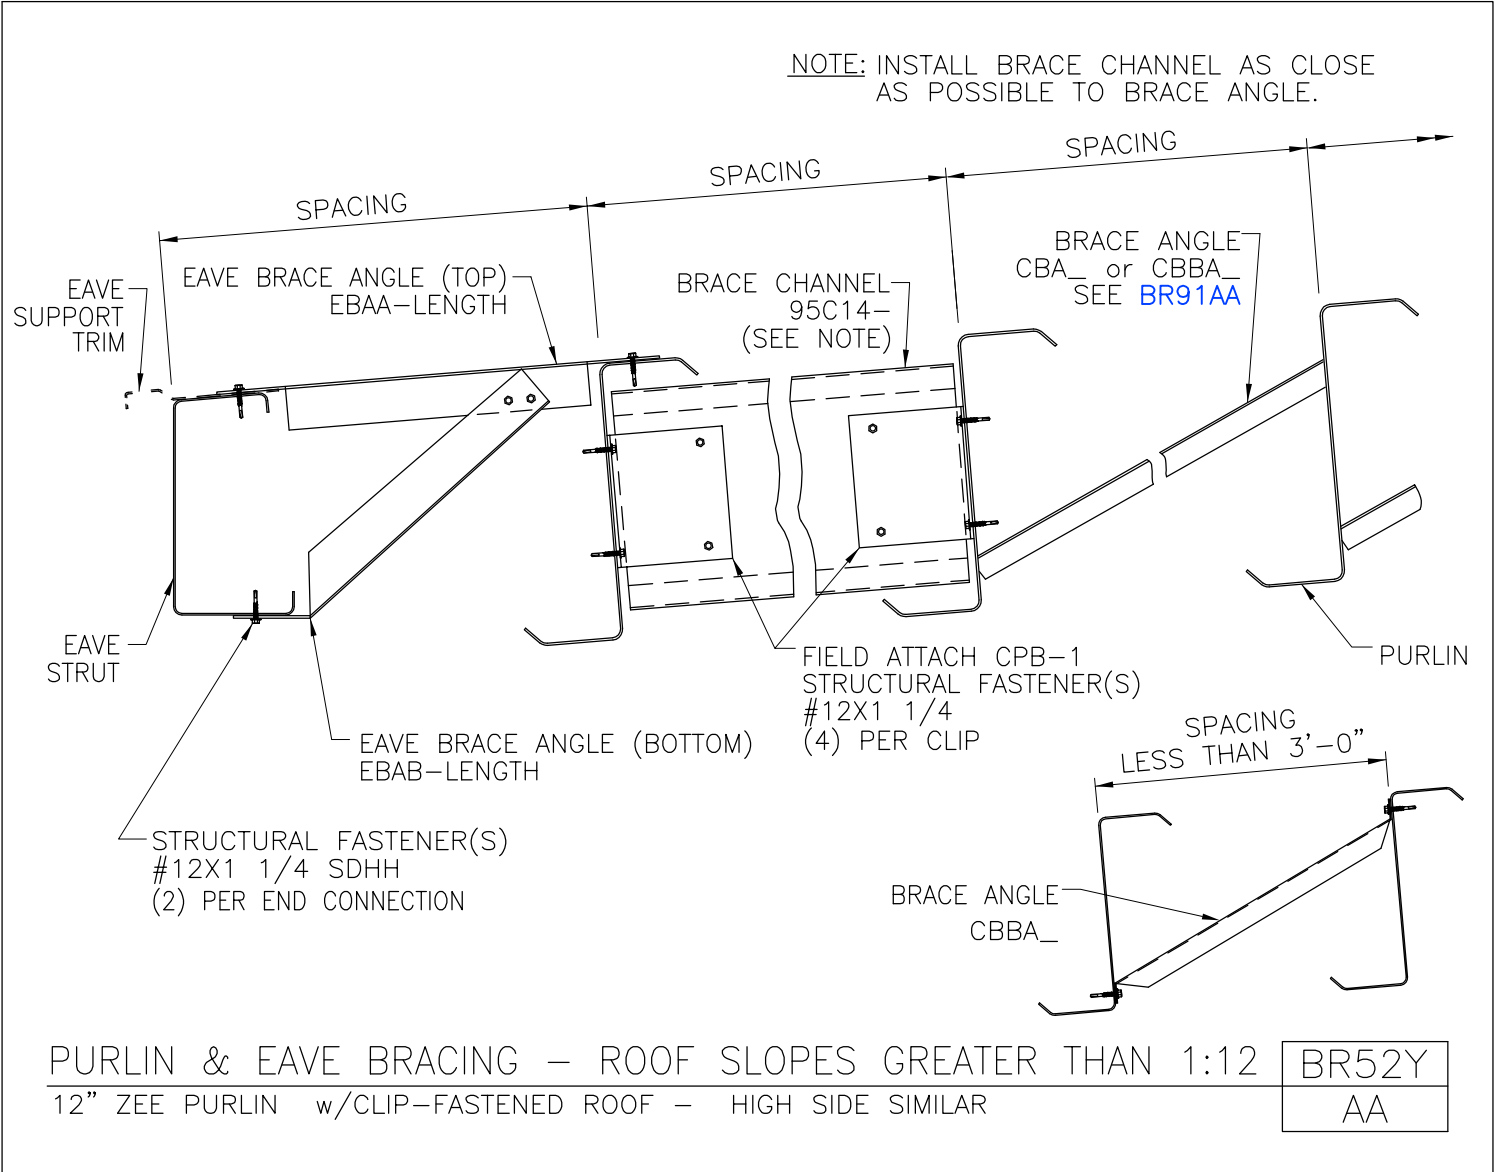 NOTE: INSTALL BRACE CHANNEL AS CLOSE
AS POSSIBLE TO BRACE ANGLE.
SPACING
SPACING
SPACING
EAVE
SUPPORT
TRIM
EAVE BRACE ANGLE (TOP)
EBAA-LENGTH
BRACE CHANNEL
95C14-
(SEE NOTE)
BRACE ANGLE
CBA_ or CBBA_
SEE BR91AA
EAVE
STRUT
EAVE BRACE ANGLE (BOTTOM)
EBAB-LENGTH
STRUCTURAL FASTENER(S)
#12X1 1/4 SDHH
(2) PER END CONNECTION
FIELD ATTACH CPB-1
STRUCTURAL FASTENER(S)
#12X1 1/4
(4) PER CLIP
PURLIN
SPACING
LESS THAN 3'-0"
BRACE ANGLE
CBBA_
PURLIN & EAVE BRACING - ROOF SLOPES GREATER THAN 1:12
12" ZEE PURLIN w/CLIP-FASTENED ROOF - HIGH SIDE SIMILAR
BR52Y
AA